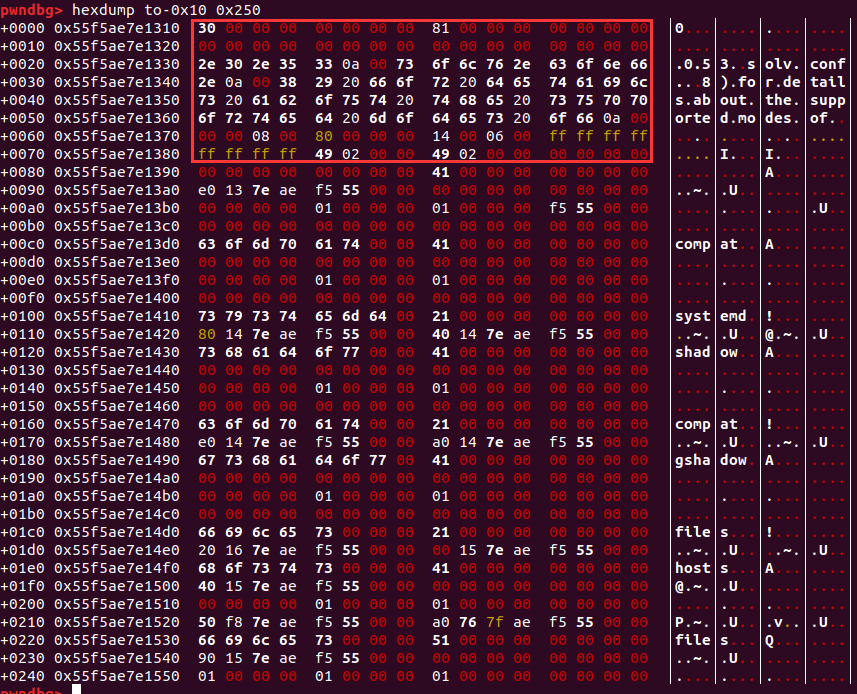 pwndbg> hexdump to-0x10 0x250
+0000 0x55f5ae7e1310 30 00 00 00 00 00 00 00 81 00 00 00 00 00 00 00 |0...|....|....|....|
+0010 0x55f5ae7e1320 00 00 00 00 00 00 00 00 00 00 00 00 00 00 00 00 |....|....|....|....|
+0020 0x55f5ae7e1330 2e 30 2e 35 33 0a 00 73 6f 6c 76 2e 63 6f 6e 66 |.0.5|3..s|olv.|conf|
+0030 0x55f5ae7e1340 2e 0a 00 38 29 20 66 6f 72 20 64 65 74 61 69 6c |...8|).fo|r.de|tail|
+0040 0x55f5ae7e1350 73 20 61 62 6f 75 74 20 74 68 65 20 73 75 70 70 |s.ab|out.|the.|supp|
+0050 0x55f5ae7e1360 6f 72 74 65 64 20 6d 6f 64 65 73 20 6f 66 0a 00 |orte|d.mo|des.|of..|
+0060 0x55f5ae7e1370 00 00 08 00 80 00 00 00 14 00 06 00 ff ff ff ff |....|....|....|....|
+0070 0x55f5ae7e1380 ff ff ff ff 49 02 00 00 49 02 00 00 00 00 00 00 |....|I...|I...|....|
+0080 0x55f5ae7e1390 00 00 00 00 00 00 00 00 41 00 00 00 00 00 00 00 |....|....|A...|....|
+0090 0x55f5ae7e13a0 e0 13 7e ae f5 55 00 00 00 00 00 00 00 00 00 00 |..~.|.U..|....|....|
+00a0 0x55f5ae7e13b0 00 00 00 00 01 00 00 00 01 00 00 00 f5 55 00 00 |....|....|....|.U..|
+00b0 0x55f5ae7e13c0 00 00 00 00 00 00 00 00 00 00 00 00 00 00 00 00 |....|....|....|....|
+00c0 0x55f5ae7e13d0 63 6f 6d 70 61 74 00 00 41 00 00 00 00 00 00 00 |comp|at..|A...|....|
+00d0 0x55f5ae7e13e0 00 00 00 00 00 00 00 00 00 00 00 00 00 00 00 00 |....|....|....|....|
+00e0 0x55f5ae7e13f0 00 00 00 00 01 00 00 00 01 00 00 00 00 00 00 00 |....|....|....|....|
+00f0 0x55f5ae7e1400 00 00 00 00 00 00 00 00 00 00 00 00 00 00 00 00 |....|....|....|....|
+0100 0x55f5ae7e1410 73 79 73 74 65 6d 64 00 21 00 00 00 00 00 00 00 |syst|emd.|!...|....|
+0110 0x55f5ae7e1420 80 14 7e ae f5 55 00 00 40 14 7e ae f5 55 00 00 |..~.|.U..|@.~.|.U..|
+0120 0x55f5ae7e1430 73 68 61 64 6f 77 00 00 41 00 00 00 00 00 00 00 |shad|ow..|A...|....|
+0130 0x55f5ae7e1440 00 00 00 00 00 00 00 00 00 00 00 00 00 00 00 00 |....|....|....|....|
+0140 0x55f5ae7e1450 00 00 00 00 01 00 00 00 01 00 00 00 00 00 00 00 |....|....|....|....|
+0150 0x55f5ae7e1460 00 00 00 00 00 00 00 00 00 00 00 00 00 00 00 00 |....|....|....|....|
+0160 0x55f5ae7e1470 63 6f 6d 70 61 74 00 00 21 00 00 00 00 00 00 00 |comp|at..|!...|....|
+0170 0x55f5ae7e1480 e0 14 7e ae f5 55 00 00 a0 14 7e ae f5 55 00 00 |..~.|.U..|..~.|.U..|
+0180 0x55f5ae7e1490 67 73 68 61 64 6f 77 00 41 00 00 00 00 00 00 00 |gsha|dow.|A...|....|
+0190 0x55f5ae7e14a0 00 00 00 00 00 00 00 00 00 00 00 00 00 00 00 00 |....|....|....|....|
+01a0 0x55f5ae7e14b0 00 00 00 00 01 00 00 00 01 00 00 00 00 00 00 00 |....|....|....|....|
+01b0 0x55f5ae7e14c0 00 00 00 00 00 00 00 00 00 00 00 00 00 00 00 00 |....|....|....|....|
+01c0 0x55f5ae7e14d0 66 69 6c 65 73 00 00 00 21 00 00 00 00 00 00 00 |file|s...|!...|....|
+01d0 0x55f5ae7e14e0 20 16 7e ae f5 55 00 00 00 15 7e ae f5 55 00 00 |..~.|.U..|..~.|.U..|
+01e0 0x55f5ae7e14f0 68 6f 73 74 73 00 00 00 41 00 00 00 00 00 00 00 |host|s...|A...|....|
+01f0 0x55f5ae7e1500 40 15 7e ae f5 55 00 00 00 00 00 00 00 00 00 00 |@.~.|.U..|....|....|
+0200 0x55f5ae7e1510 00 00 00 00 01 00 00 00 01 00 00 00 00 00 00 00 |....|....|....|....|
+0210 0x55f5ae7e1520 50 f8 7e ae f5 55 00 00 a0 76 7f ae f5 55 00 00 |P.~.|.U..|.v..|.U..|
+0220 0x55f5ae7e1530 66 69 6c 65 73 00 00 00 51 00 00 00 00 00 00 00 |file|s...|Q...|....|
+0230 0x55f5ae7e1540 90 15 7e ae f5 55 00 00 00 00 00 00 00 00 00 00 |..~.|.U..|....|....|
+0240 0x55f5ae7e1550 01 00 00 00 01 00 00 00 01 00 00 00 00 00 00 00 |....|....|....|....|
pwndbg>